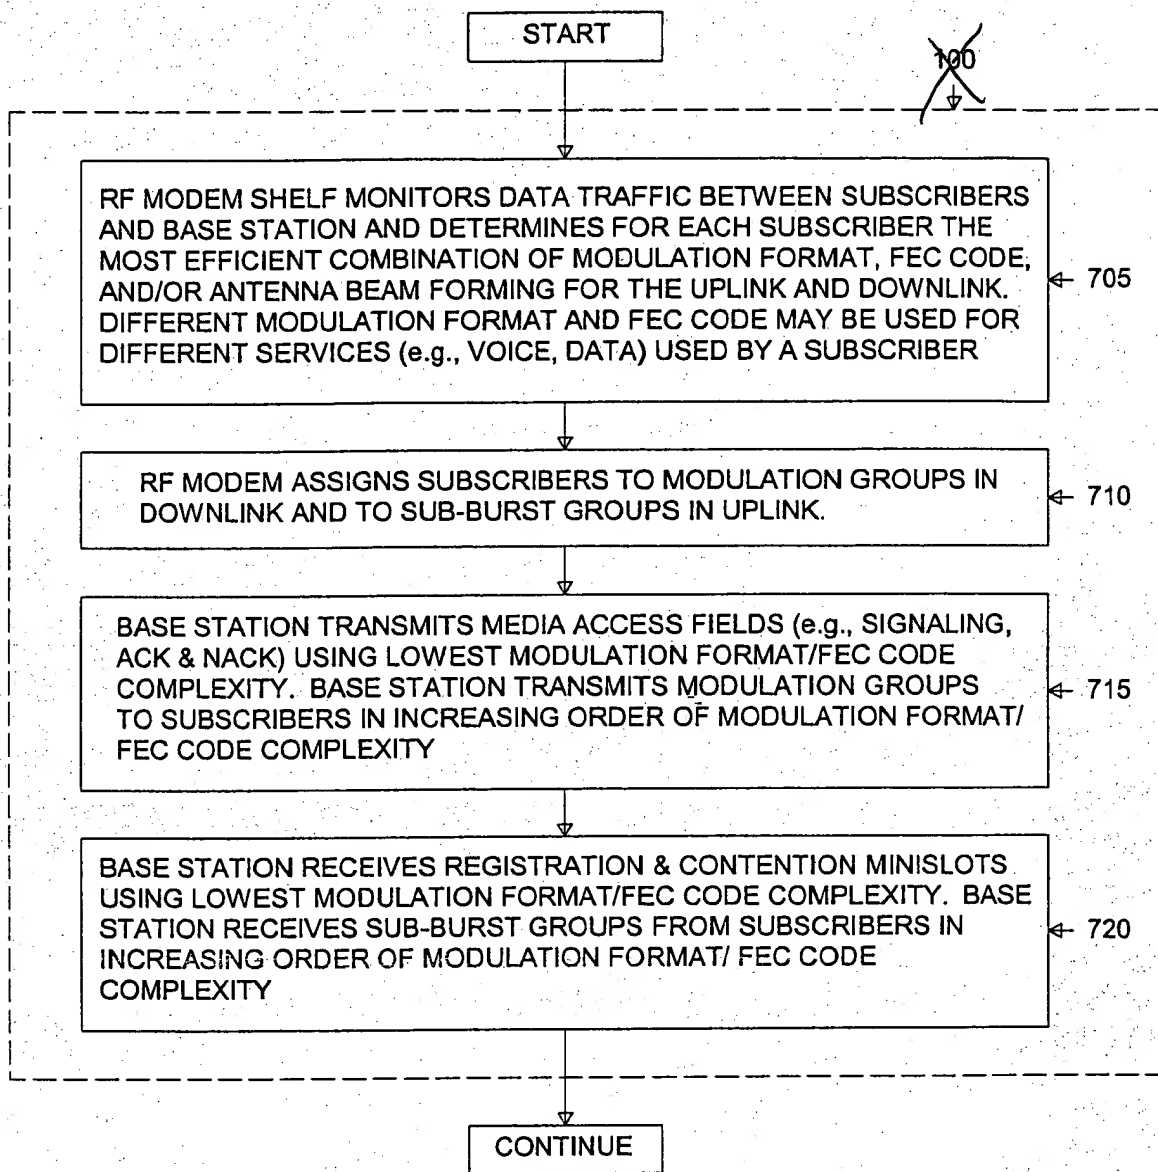 START
100
RF MODEM SHELF MONITORS DATA TRAFFIC BETWEEN SUBSCRIBERS
AND BASE STATION AND DETERMINES FOR EACH SUBSCRIBER THE
MOST EFFICIENT COMBINATION OF MODULATION FORMAT, FEC CODE,
AND/OR ANTENNA BEAM FORMING FOR THE UPLINK AND DOWNLINK.
DIFFERENT MODULATION FORMAT AND FEC CODE MAY BE USED FOR
DIFFERENT SERVICES (e.g., VOICE, DATA) USED BY A SUBSCRIBER
705
RF MODEM ASSIGNS SUBSCRIBERS TO MODULATION GROUPS IN
DOWNLINK AND TO SUB-BURST GROUPS IN UPLINK.
710
BASE STATION TRANSMITS MEDIA ACCESS FIELDS (e.g., SIGNALING,
ACK & NACK) USING LOWEST MODULATION FORMAT/FEC CODE
COMPLEXITY. BASE STATION TRANSMITS MODULATION GROUPS
TO SUBSCRIBERS IN INCREASING ORDER OF MODULATION FORMAT/
FEC CODE COMPLEXITY
715
BASE STATION RECEIVES REGISTRATION & CONTENTION MINISLOTS
USING LOWEST MODULATION FORMAT/FEC CODE COMPLEXITY. BASE
STATION RECEIVES SUB-BURST GROUPS FROM SUBSCRIBERS IN
INCREASING ORDER OF MODULATION FORMAT/ FEC CODE
COMPLEXITY
720
CONTINUE